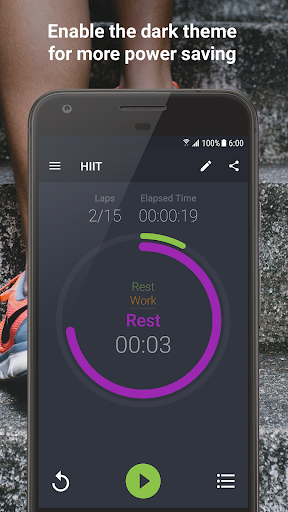 Enable the dark theme
for more power saving
100% 6:00
HIIT
Laps Elapsed Time
2/15 00:00:19
Rest
Work
Rest
00:03